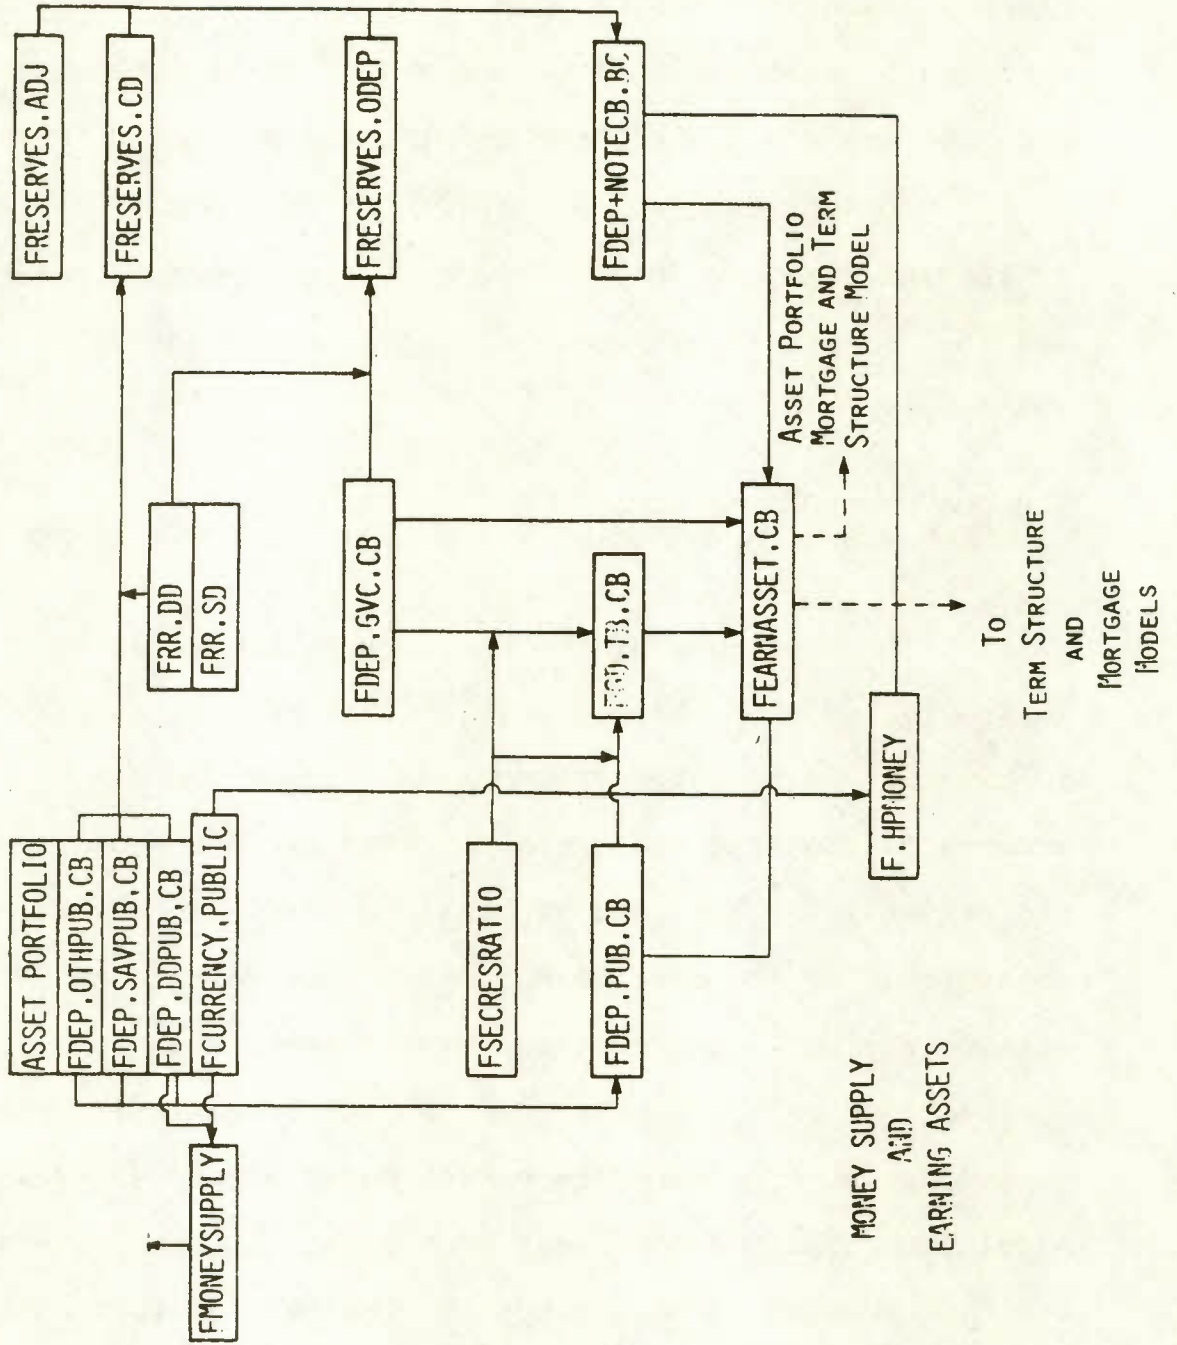 FRESERVES.ADJ
FRESERVES.CD
FRESERVES.ODEP
FDEP+NOTECB.BC
FRR.DD
FRR.SD
FDEP.GVC.CB
TB.CB
FEARNASSET.CB
ASSET PORTFOLIO
MORTGAGE AND TERM
STRUCTURE MODEL
TO
TERM STRUCTURE
AND
MORTGAGE
MODELS
ASSET PORTFOLIO
FDEP.OTHPUB.CB
FDEP.SAVPUB.CB
FDEP.DDPUB.CB
FCURRENCY.PUBLIC
FSECRESRATIO
FDEP.PUB.CB
F.HPMONEY
FMONEYSUPPLY
MONEY SUPPLY
AND
EARNING ASSETS